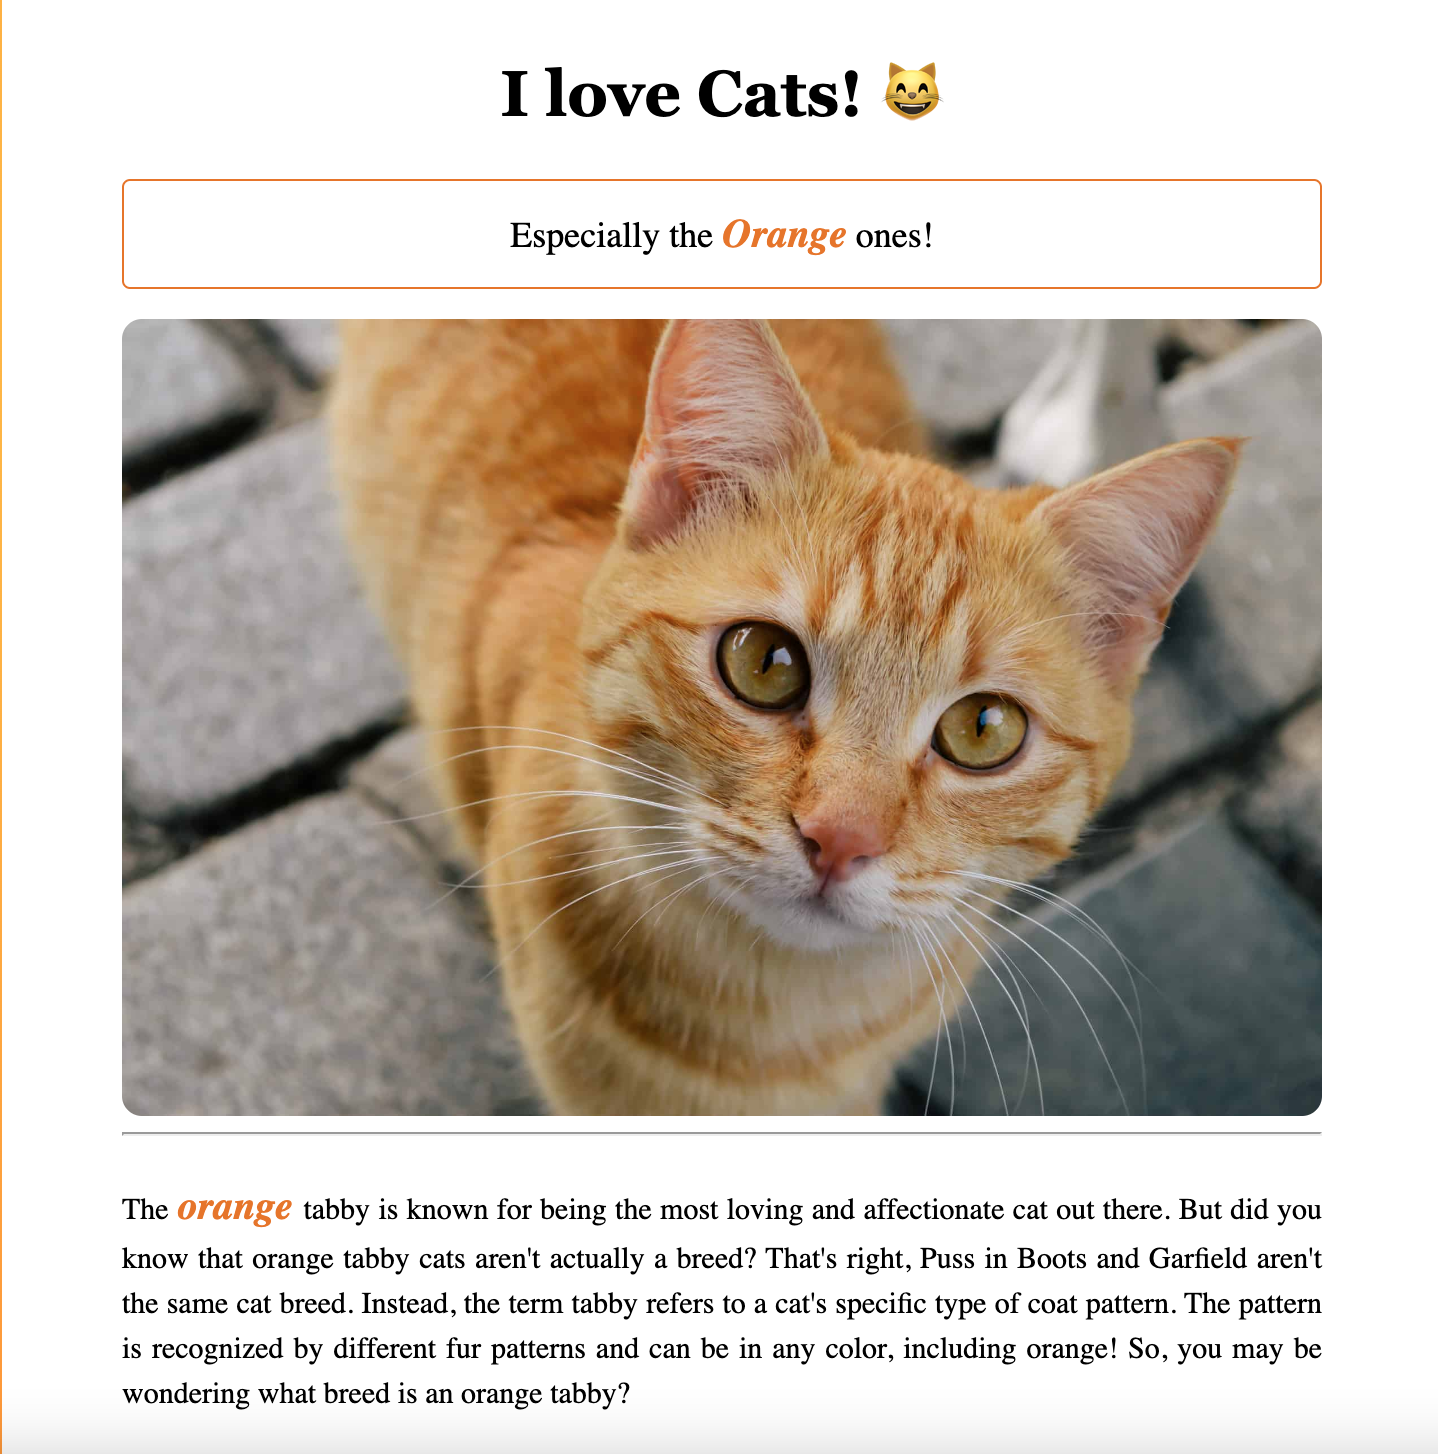 I love Cats! 😸
Especially the Orange ones!
The orange tabby is known for being the most loving and affectionate cat out there. But did you
know that orange tabby cats aren't actually a breed? That's right, Puss in Boots and Garfield aren't
the same cat breed. Instead, the term tabby refers to a cat's specific type of coat pattern. The pattern
is recognized by different fur patterns and can be in any color, including orange! So, you may be
wondering what breed is an orange tabby?